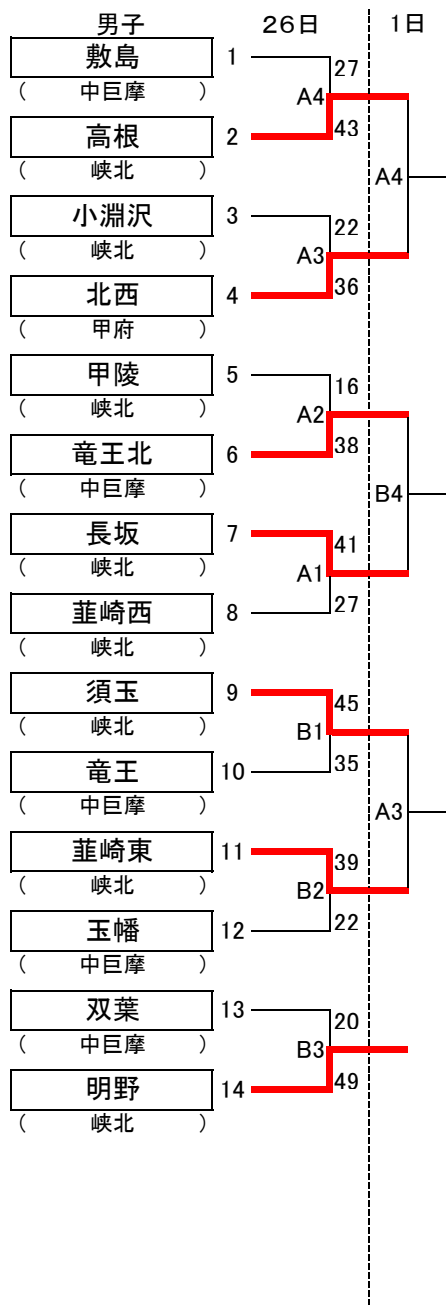 男子 26日 1日
敷島 1 27
(中巨摩) A4
高根 2 43
(峡北) A4
小淵沢 3 22
(峡北) A3
北西 4 36
(甲府)
甲陵 5 16
(峡北) A2
竜王北 6 38
(中巨摩) B4
長坂 7 41
(峡北) A1
韮崎西 8 27
(峡北)
須玉 9 45
(峡北) B1
竜王 10 35
(中巨摩) A3
韮崎東 11 39
(峡北) B2
玉幡 12 22
(中巨摩)
双葉 13 20
(中巨摩) B3
明野 14 49
(峡北)